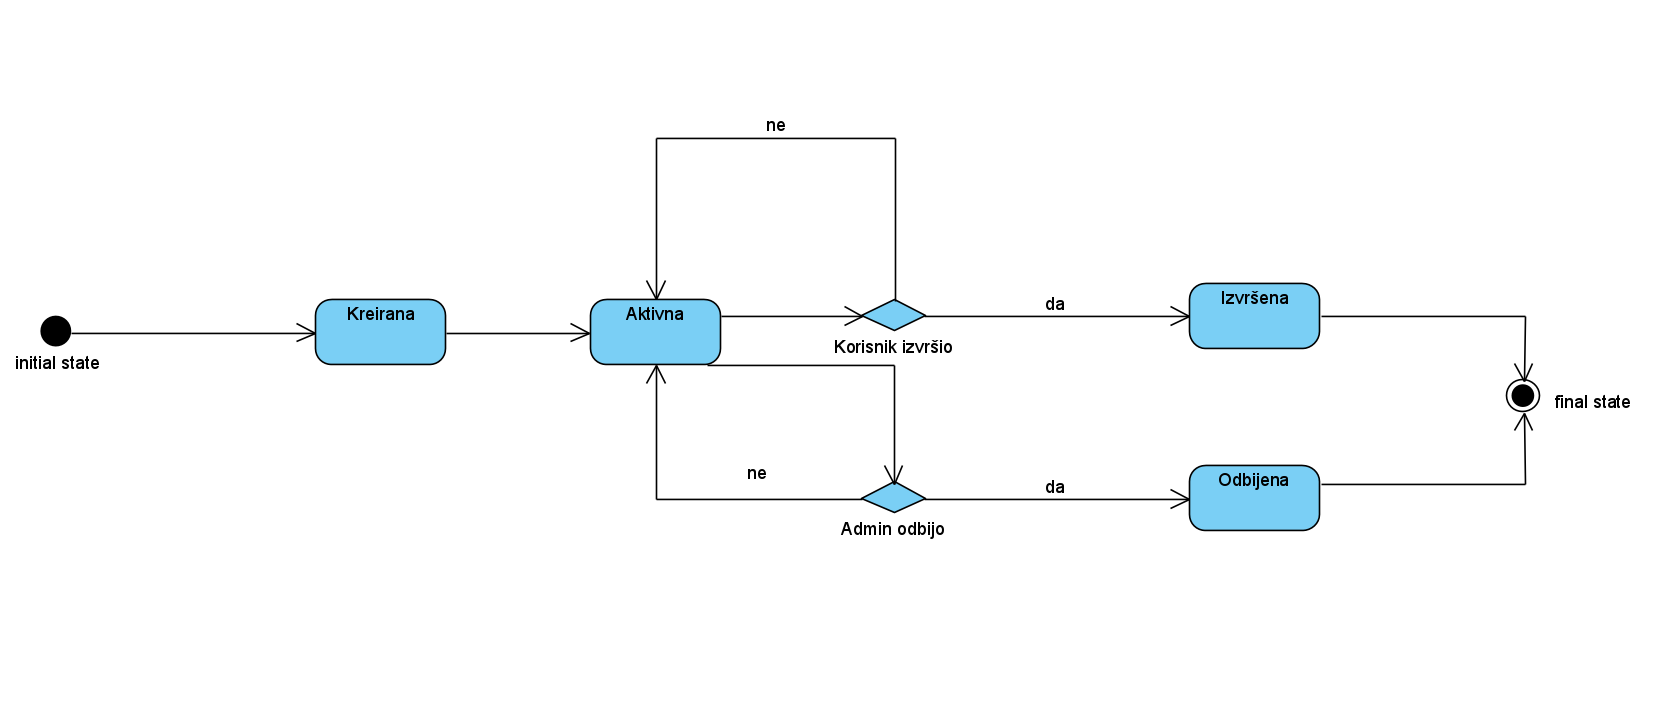 ne
initial state
Kreirana
Aktivna
Korisnik izvršio
da
Izvršena
final state
ne
Admin odbijo
da
Odbijena